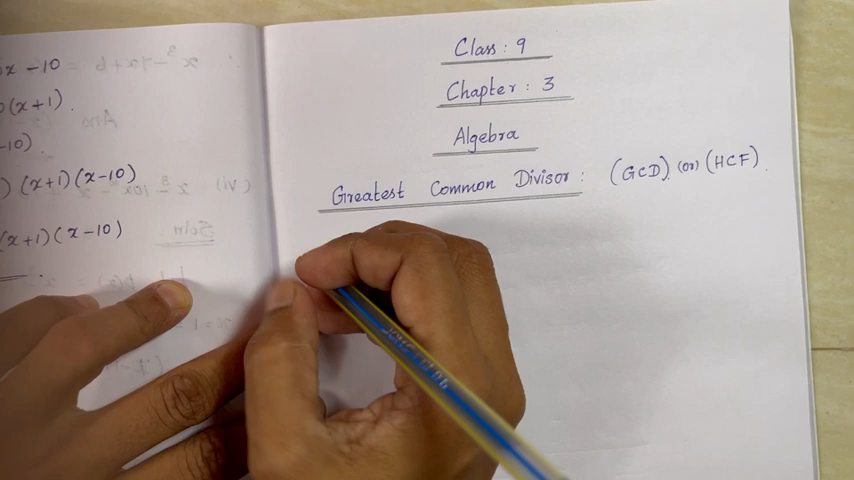 x - 10
(x+1).
-10).
) (x+1) (x-10)
(x+1) (x-10)
Class : 9
Chapter : 3
Algebra
Greatest Common Divisor : (GCD) (or) (HCF).